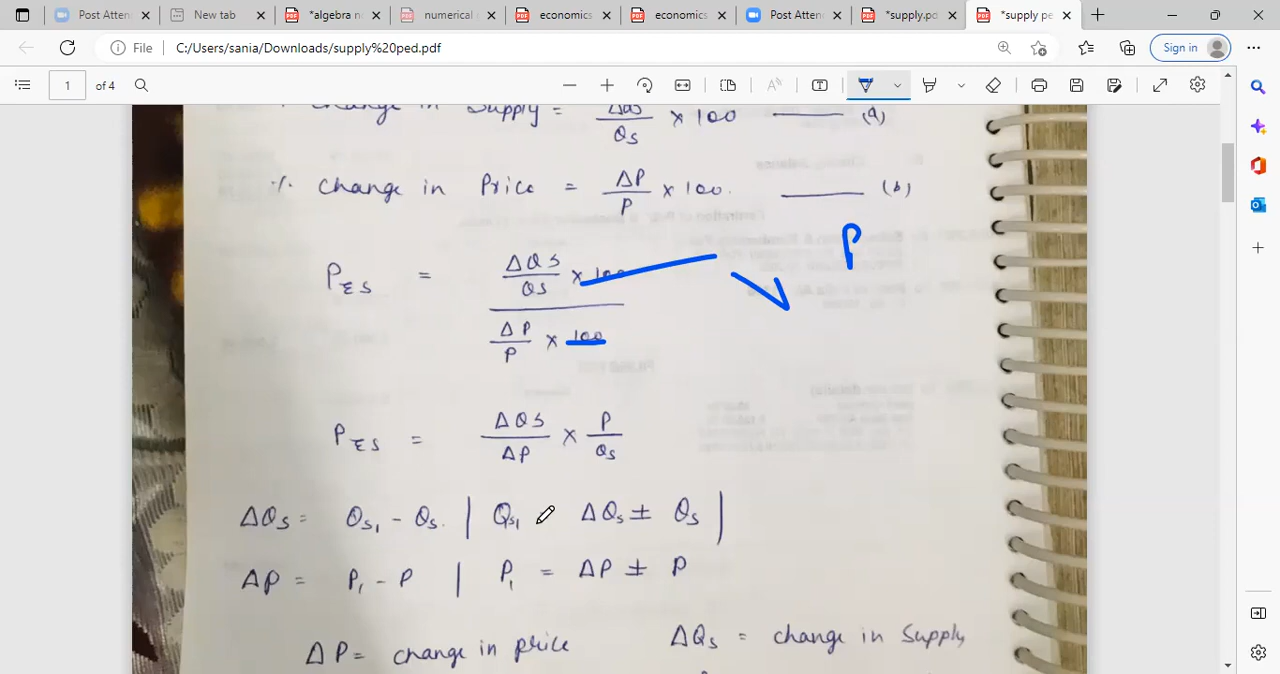 Post Atten
New tab
*algebra n
numerical (
economics
economics
Post Atten
*supply.pd
*supply pe
File
C:/Users/sania/Downloads/supply%20ped.pdf
Sign in
1 of 4
% change in Supply = ΔQs/Qs × 100 —— (a)
% Change in Price = ΔP/P × 100. —— (b)
P
PES = ΔQS/QS × 100 / ΔP/P × 100
PES = ΔQS/ΔP × P/Qs
ΔQs = Qs1 - Qs. | Qs1 ΔQs ± Qs |
ΔP = P1 - P | P1 = ΔP ± P
ΔP = change in price ΔQs = change in Supply